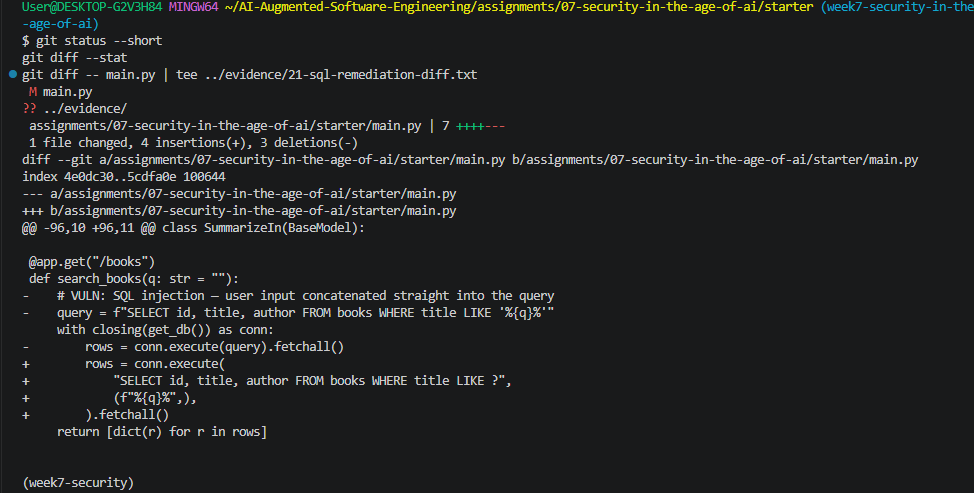 User@DESKTOP-G2V3H84 MINGW64 ~/AI-Augmented-Software-Engineering/assignments/07-security-in-the-age-of-ai/starter (week7-security-in-the
-age-of-ai)
$ git status --short
git diff --stat
git diff -- main.py | tee ../evidence/21-sql-remediation-diff.txt
 M main.py
?? ../evidence/
 assignments/07-security-in-the-age-of-ai/starter/main.py | 7 ++++---
 1 file changed, 4 insertions(+), 3 deletions(-)
diff --git a/assignments/07-security-in-the-age-of-ai/starter/main.py b/assignments/07-security-in-the-age-of-ai/starter/main.py
index 4e0dc30..5cdfa0e 100644
--- a/assignments/07-security-in-the-age-of-ai/starter/main.py
+++ b/assignments/07-security-in-the-age-of-ai/starter/main.py
@@ -96,10 +96,11 @@ class SummarizeIn(BaseModel):
 @app.get("/books")
 def search_books(q: str = ""):
-    # VULN: SQL injection — user input concatenated straight into the query
-    query = f"SELECT id, title, author FROM books WHERE title LIKE '%{q}%'"
     with closing(get_db()) as conn:
-        rows = conn.execute(query).fetchall()
+        rows = conn.execute(
+            "SELECT id, title, author FROM books WHERE title LIKE ?",
+            (f"%{q}%",),
+        ).fetchall()
     return [dict(r) for r in rows]
(week7-security)